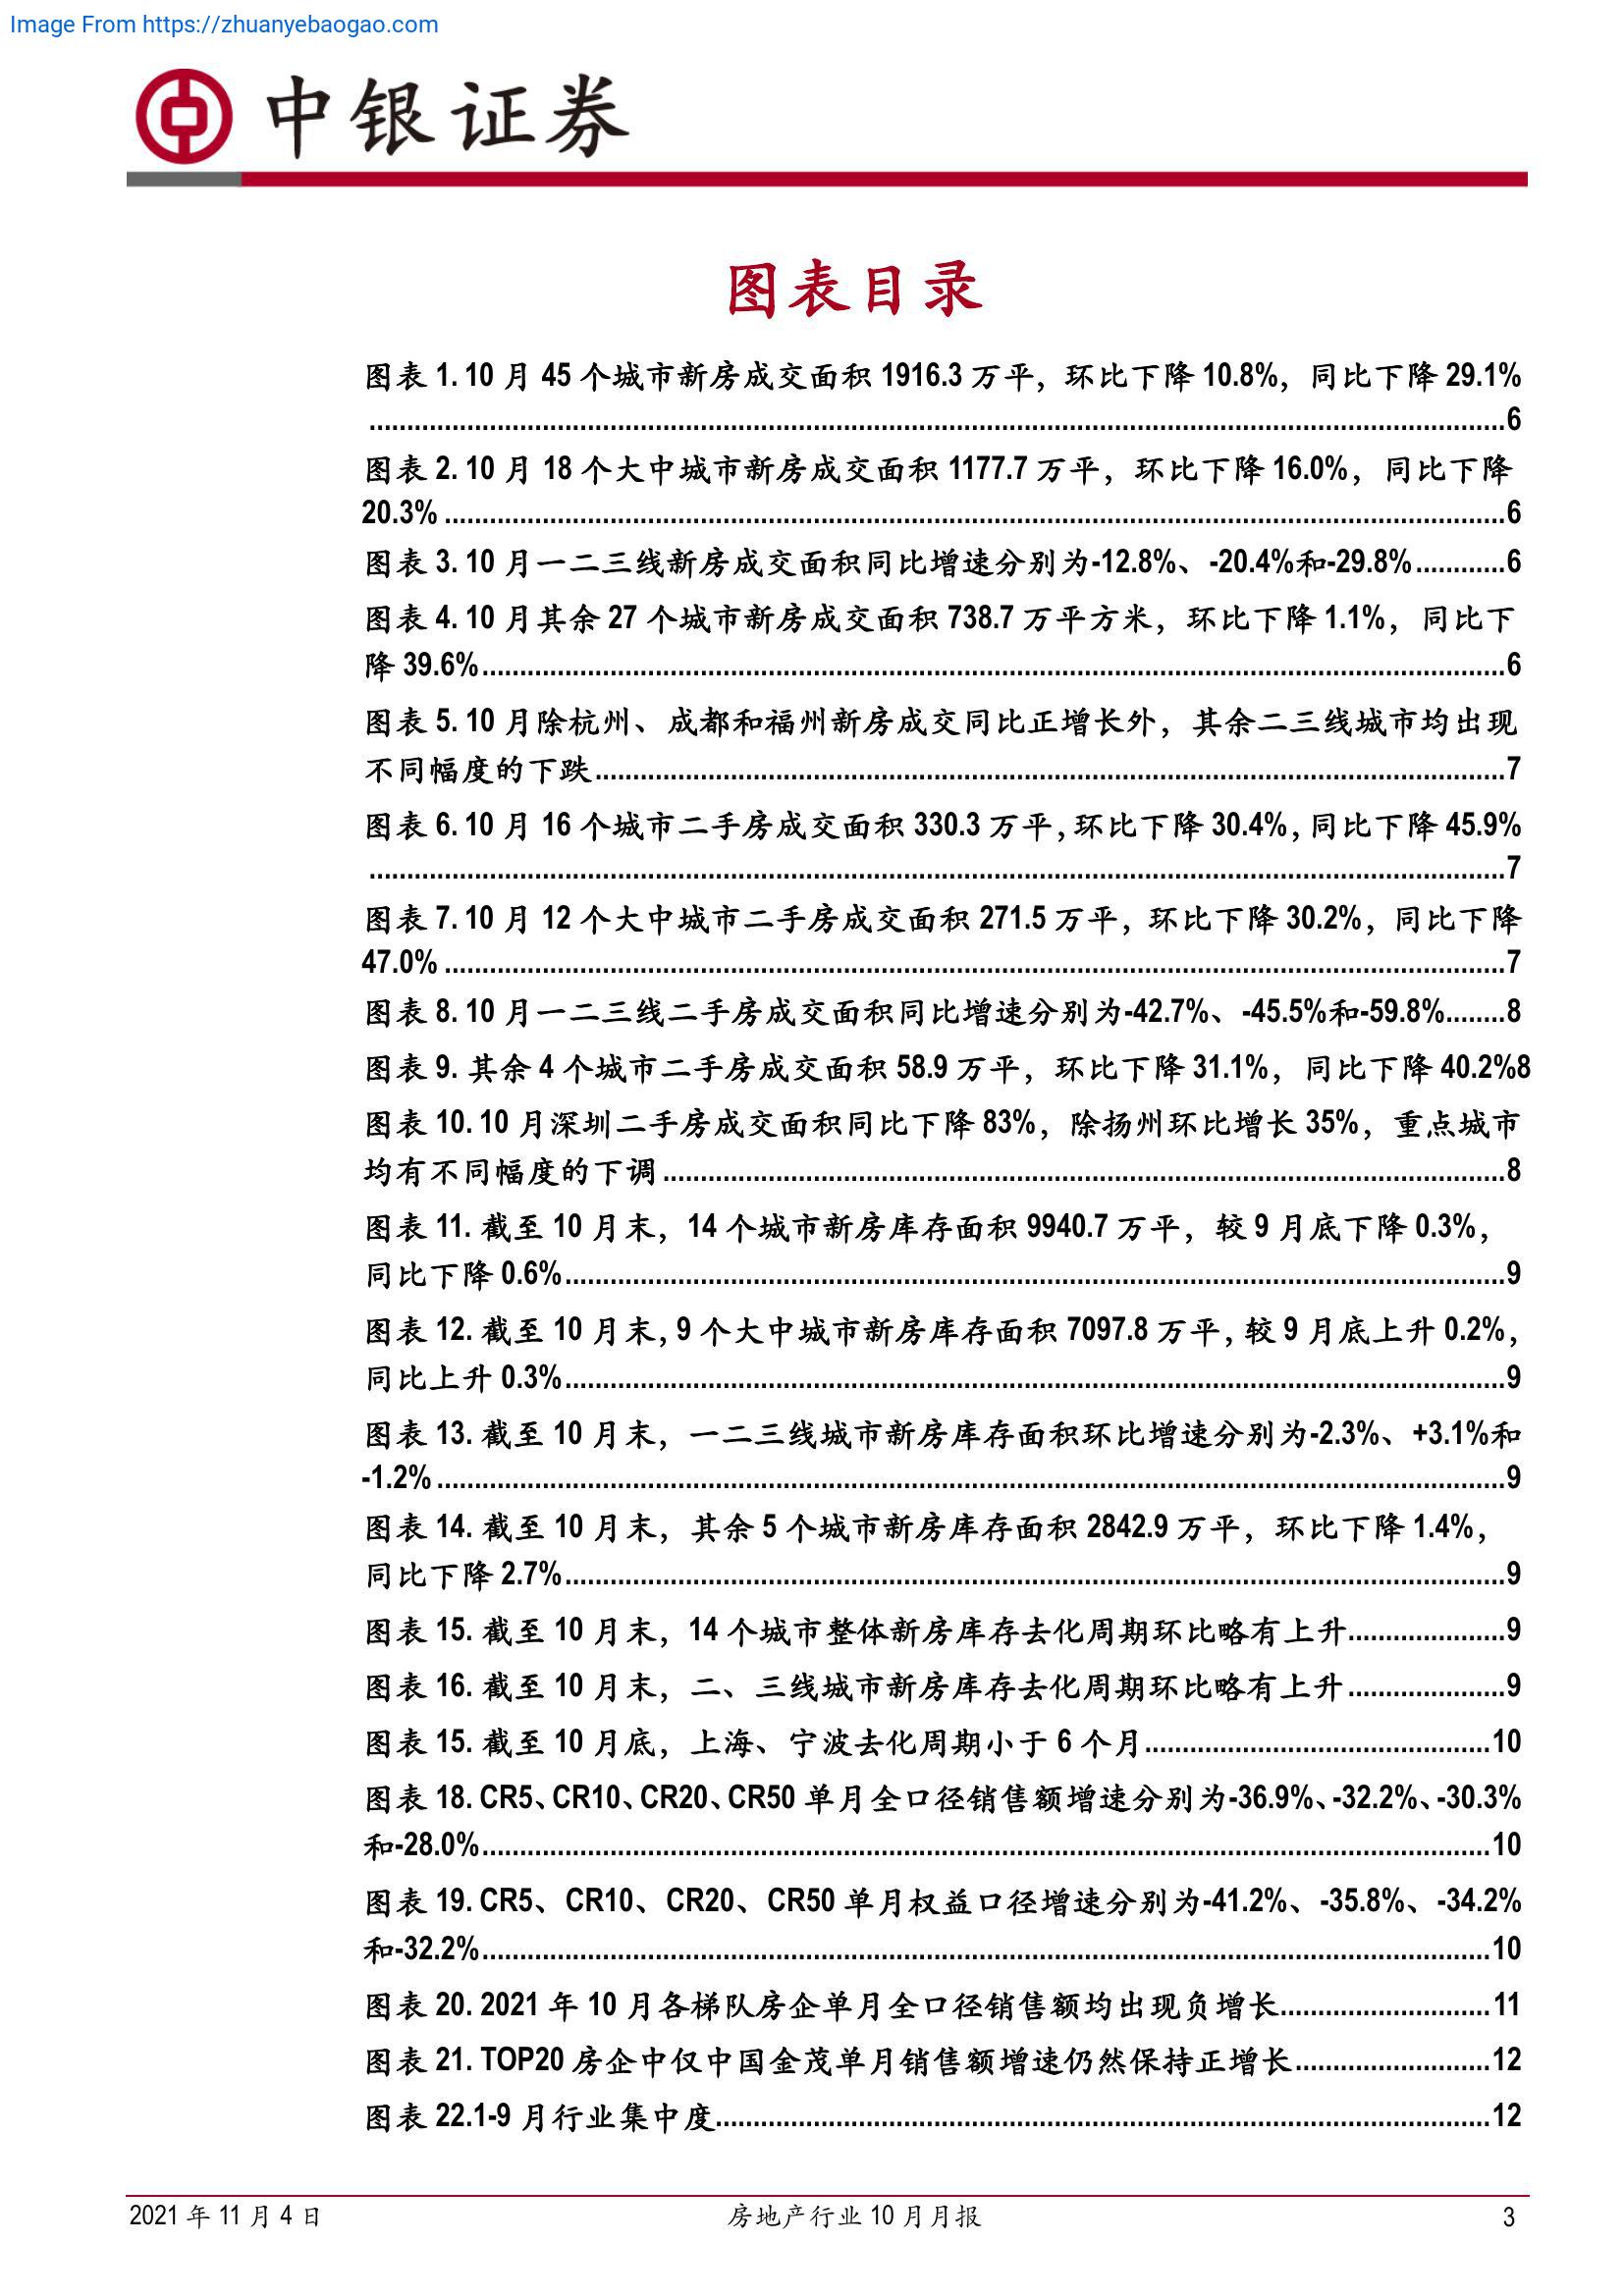 Image From https://zhuanyebaogao.com
中银证券
图表目录
图表 1. 10 月 45 个城市新房成交面积 1916.3 万平，环比下降 10.8%，同比下降 29.1%
........................................................................................................................................................6
图表 2. 10 月 18 个大中城市新房成交面积 1177.7 万平，环比下降 16.0%，同比下降
20.3% ..............................................................................................................................................6
图表 3. 10 月一二三线新房成交面积同比增速分别为-12.8%、-20.4%和-29.8%............6
图表 4. 10 月其余 27 个城市新房成交面积 738.7 万平方米，环比下降 1.1%，同比下
降 39.6%.........................................................................................................................................6
图表 5. 10 月除杭州、成都和福州新房成交同比正增长外，其余二三线城市均出现
不同幅度的下跌..........................................................................................................................7
图表 6. 10 月 16 个城市二手房成交面积 330.3 万平，环比下降 30.4%，同比下降 45.9%
........................................................................................................................................................7
图表 7. 10 月 12 个大中城市二手房成交面积 271.5 万平，环比下降 30.2%，同比下降
47.0% ..............................................................................................................................................7
图表 8. 10 月一二三线二手房成交面积同比增速分别为-42.7%、-45.5%和-59.8%........8
图表 9. 其余 4 个城市二手房成交面积 58.9 万平，环比下降 31.1%，同比下降 40.2%8
图表 10. 10 月深圳二手房成交面积同比下降 83%，除扬州环比增长 35%，重点城市
均有不同幅度的下调.................................................................................................................8
图表 11. 截至 10 月末，14 个城市新房库存面积 9940.7 万平，较 9 月底下降 0.3%，
同比下降 0.6%..............................................................................................................................9
图表 12. 截至 10 月末，9 个大中城市新房库存面积 7097.8 万平，较 9 月底上升 0.2%，
同比上升 0.3%..............................................................................................................................9
图表 13. 截至 10 月末，一二三线城市新房库存面积环比增速分别为-2.3%、+3.1%和
-1.2% ...............................................................................................................................................9
图表 14. 截至 10 月末，其余 5 个城市新房库存面积 2842.9 万平，环比下降 1.4%，
同比下降 2.7%..............................................................................................................................9
图表 15. 截至 10 月末，14 个城市整体新房库存去化周期环比略有上升.....................9
图表 16. 截至 10 月末，二、三线城市新房库存去化周期环比略有上升.....................9
图表 15. 截至 10 月底，上海、宁波去化周期小于 6 个月..............................................10
图表 18. CR5、CR10、CR20、CR50 单月全口径销售额增速分别为-36.9%、-32.2%、-30.3%
和-28.0%.......................................................................................................................................10
图表 19. CR5、CR10、CR20、CR50 单月权益口径增速分别为-41.2%、-35.8%、-34.2%
和-32.2%.......................................................................................................................................10
图表 20. 2021 年 10 月各梯队房企单月全口径销售额均出现负增长............................11
图表 21. TOP20 房企中仅中国金茂单月销售额增速仍然保持正增长..........................12
图表 22.1-9 月行业集中度........................................................................................................12
2021 年 11 月 4 日
房地产行业 10 月月报
3